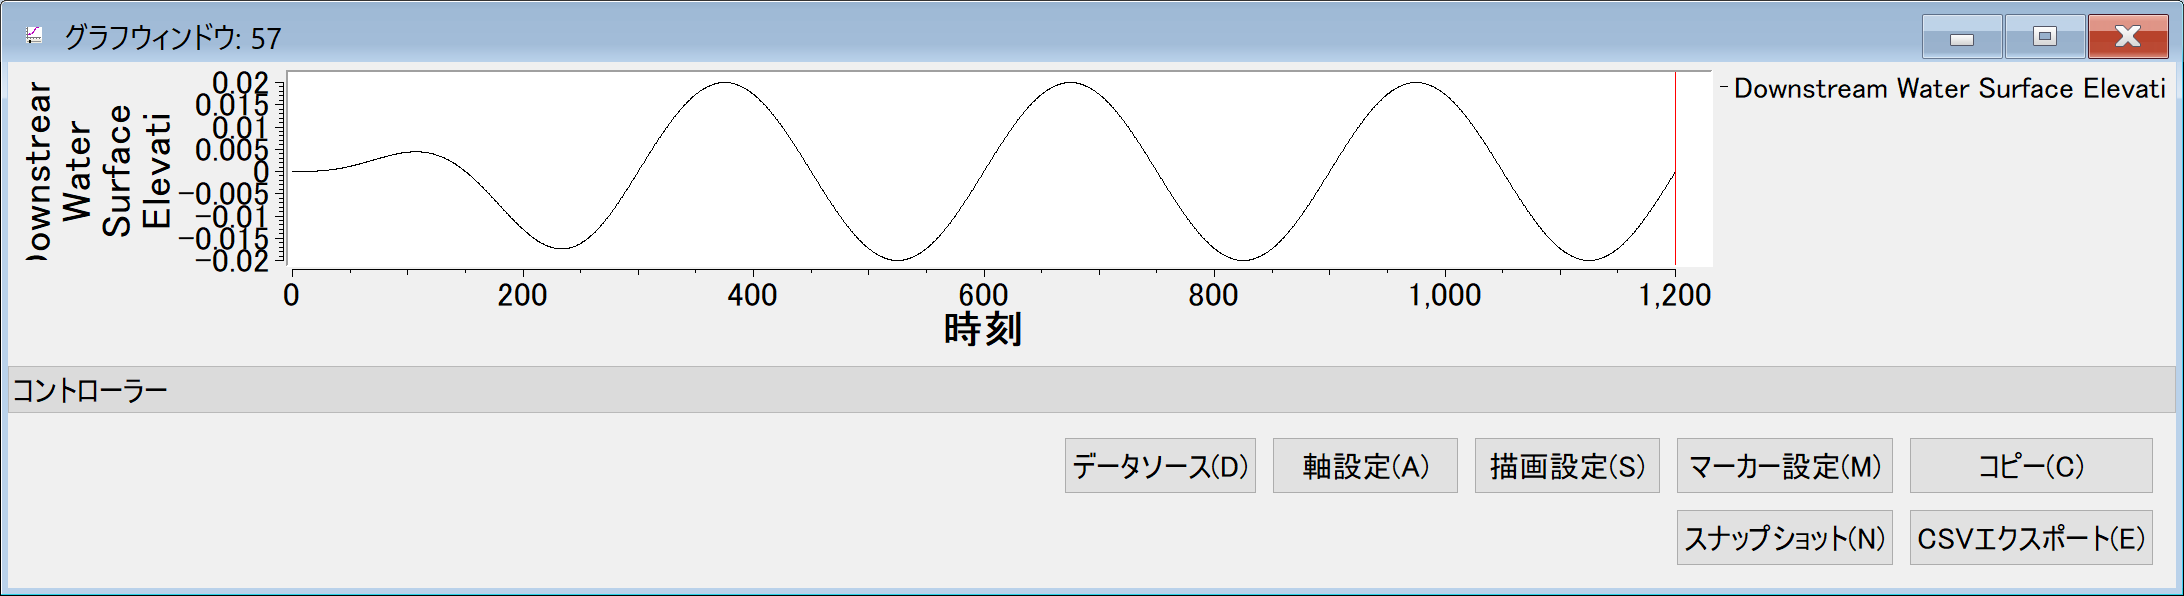 グラフウィンドウ: 57
Downstream Water Surface Elevati
Water
Surface
Elevati
0.02
0.015
0.01
0.005
0
-0.005
-0.01
-0.015
-0.02
0 200 400 600 800 1,000 1,200
時刻
コントローラー
データソース(D) 軸設定(A) 描画設定(S) マーカー設定(M) コピー(C)
スナップショット(N) CSVエクスポート(E)